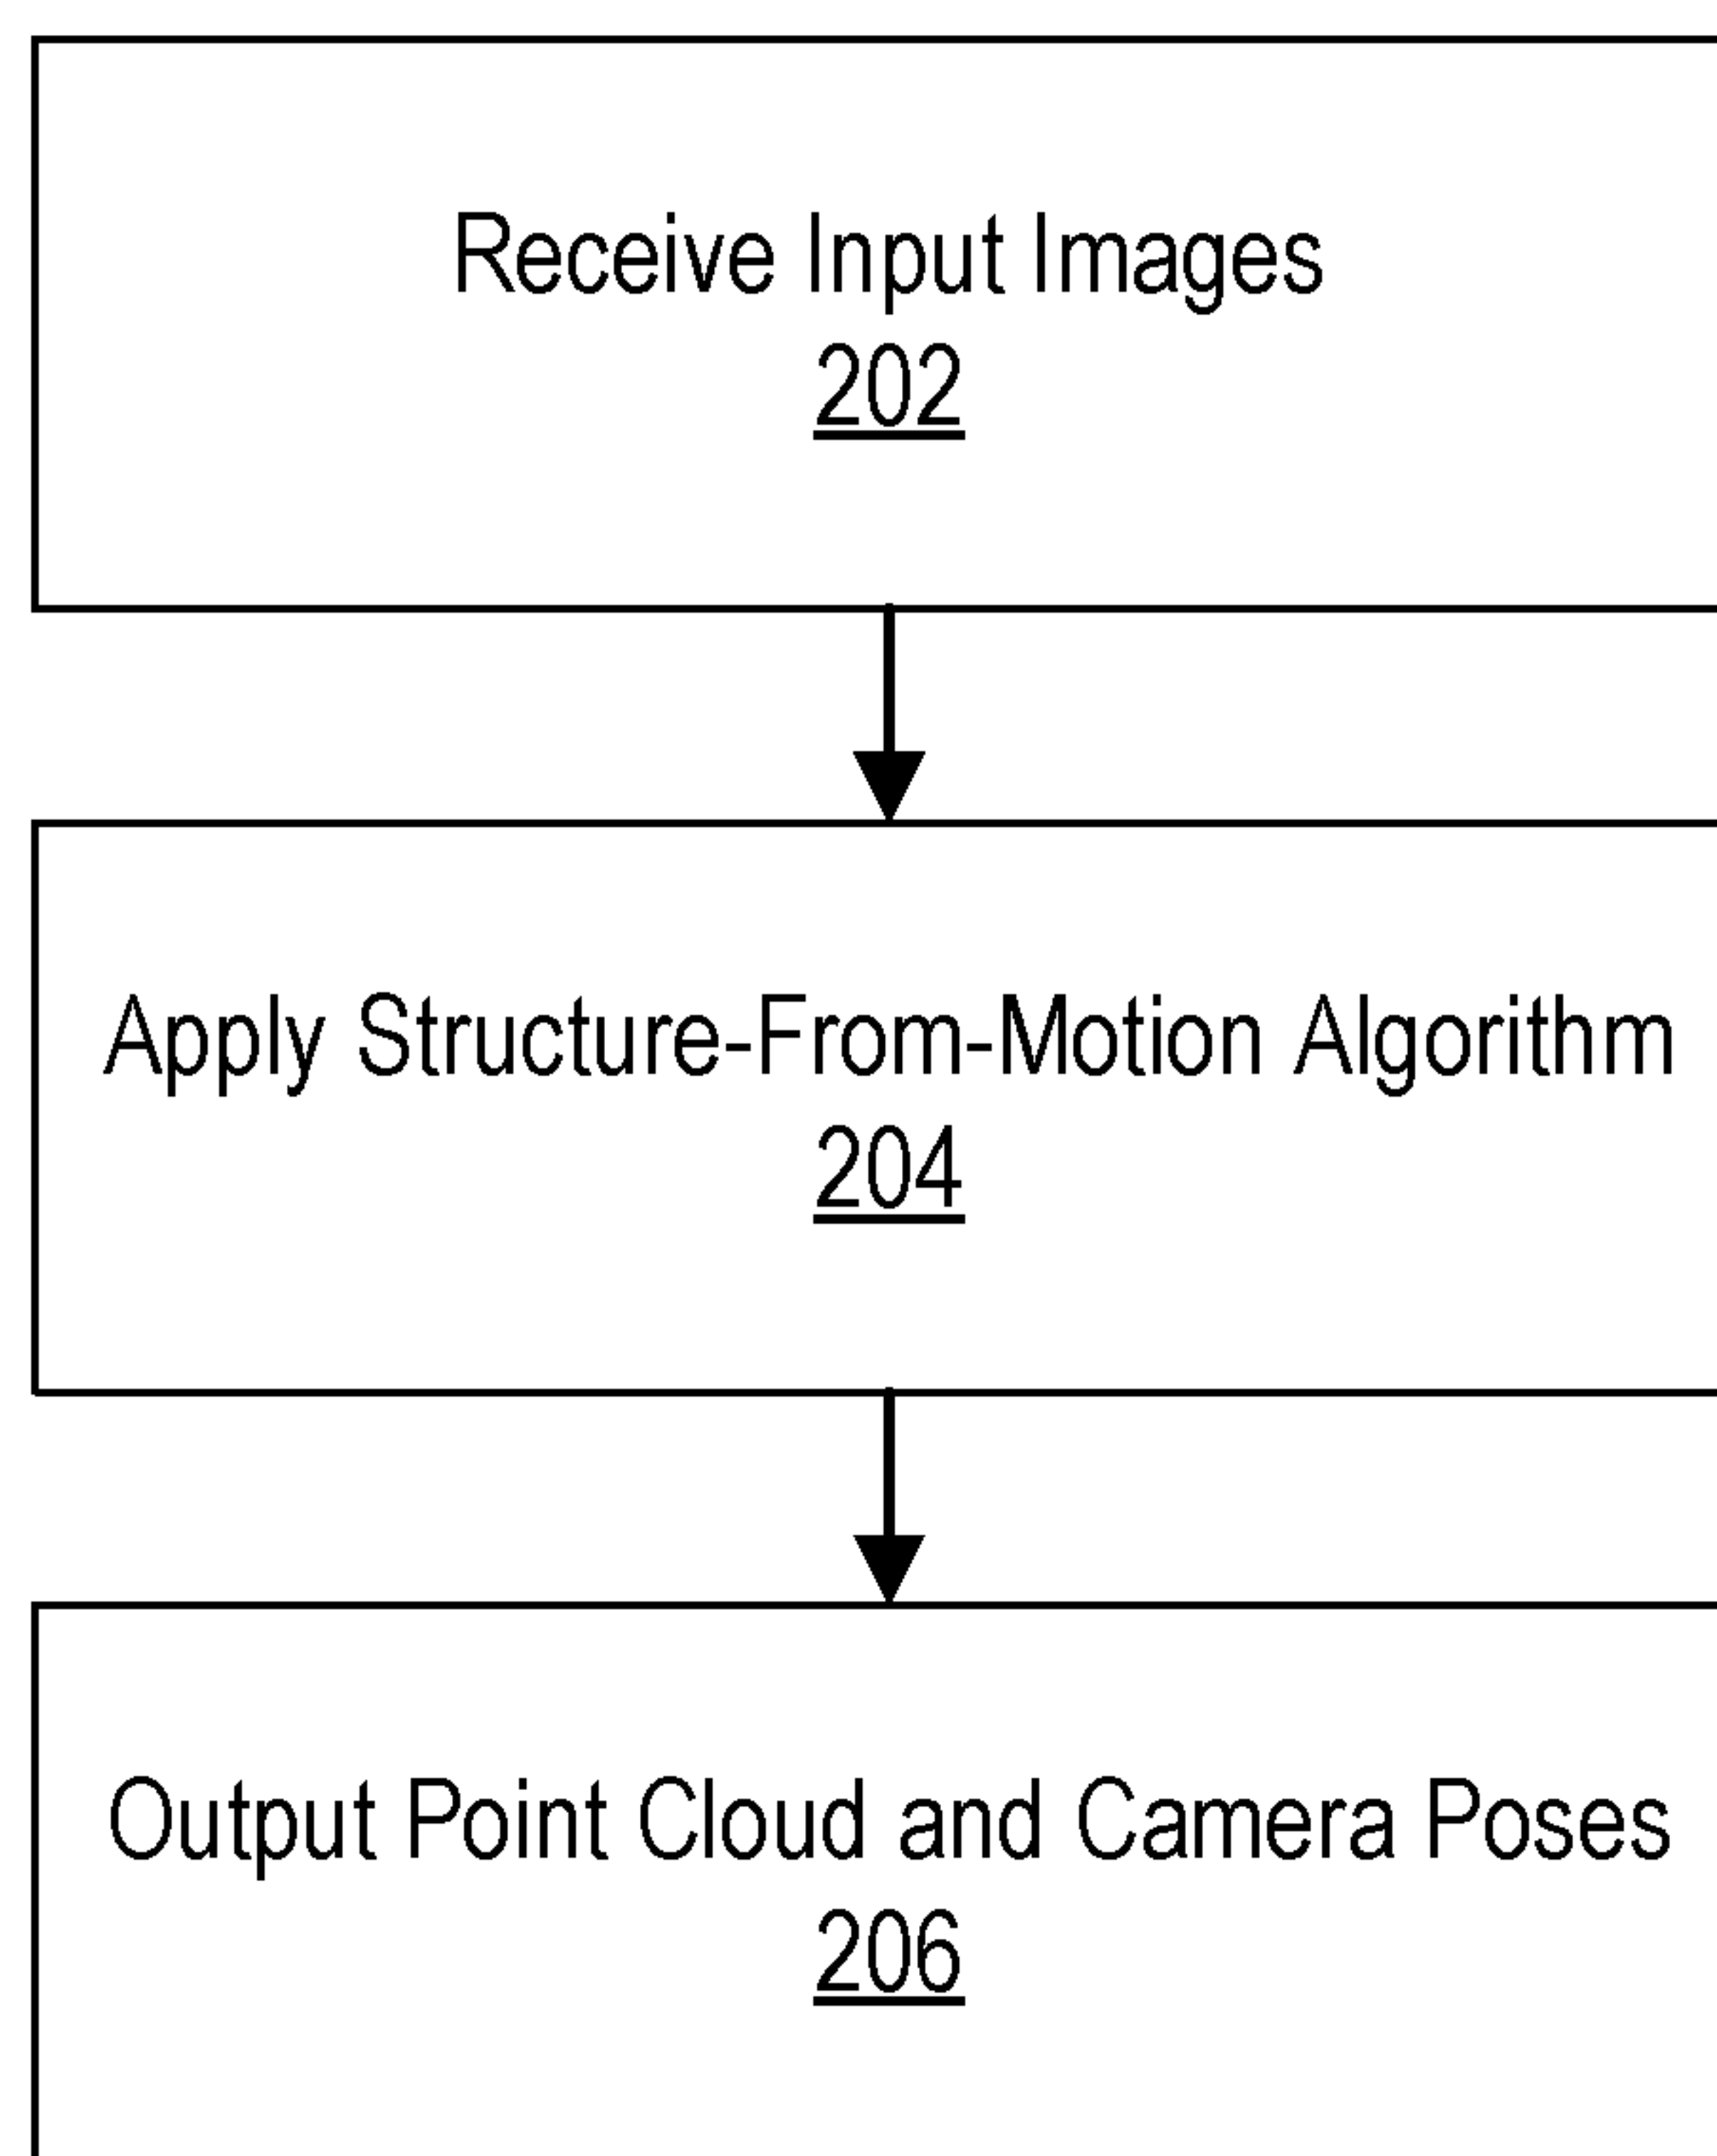 Receive Input Images
202
Apply Structure-From-Motion Algorithm
204
Output Point Cloud and Camera Poses
206